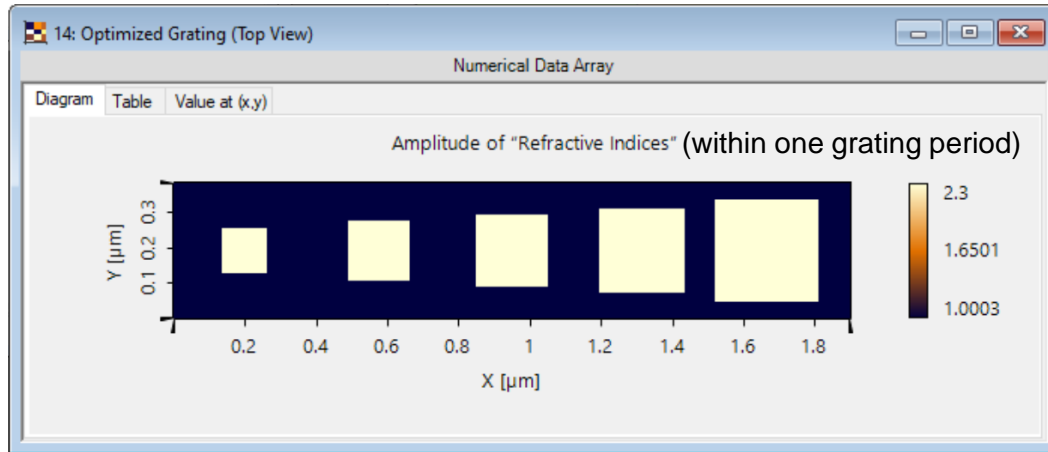 14: Optimized Grating (Top View)
Numerical Data Array
Diagram Table Value at (x,y)
Amplitude of "Refractive Indices" (within one grating period)
Y [µm]
0.3
0.2
0.1
0.2 0.4 0.6 0.8 1 1.2 1.4 1.6 1.8
X [µm]
2.3
1.6501
1.0003